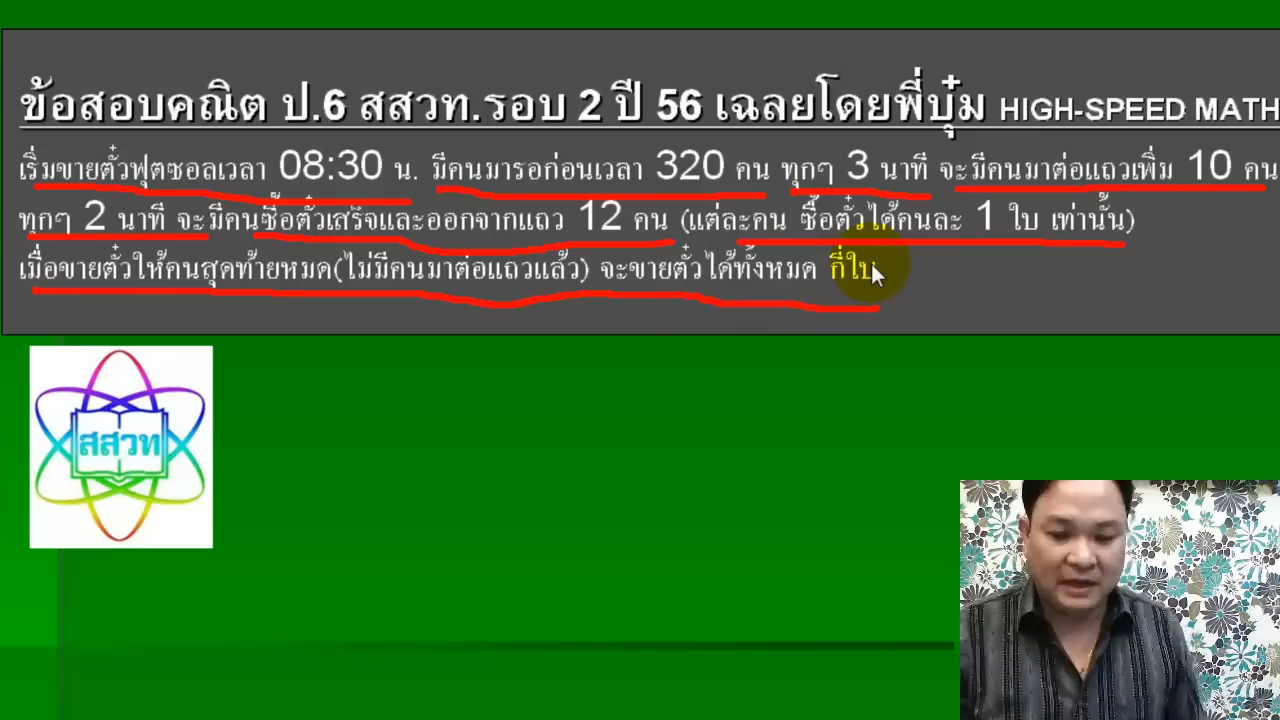 ข้อสอบคณิต ป.6 สสวท.รอบ 2 ปี 56 เฉลยโดยพี่ปุ๋ม HIGH-SPEED MATH
เริ่มขายตั๋วฟุตซอลเวลา 08:30 น. มีคนมารอก่อนเวลา 320 คน ทุกๆ 3 นาที จะมีคนมาต่อแถวเพิ่ม 10 คน
ทุกๆ 2 นาที จะมีคนซื้อตั๋วเสร็จและออกจากแถว 12 คน (แต่ละคน ซื้อตั๋วได้คนละ 1 ใบ เท่านั้น)
เมื่อขายตั๋วให้คนสุดท้ายหมด(ไม่มีคนมาต่อแถวแล้ว) จะขายตั๋วได้ทั้งหมด กี่ใบ
สสวท